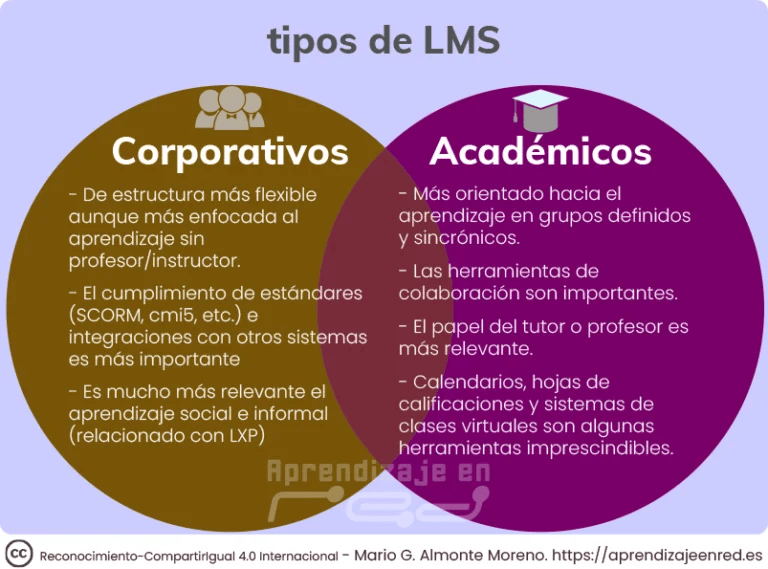 tipos de LMS
Corporativos
- De estructura más flexible
aunque más enfocada al
aprendizaje sin
profesor/instructor.
- El cumplimiento de estándares
(SCORM, cmi5, etc.) e
integraciones con otros sistemas
es más importante
- Es mucho más relevante el
aprendizaje social e informal
(relacionado con LXP)
Académicos
- Más orientado hacia el
aprendizaje en grupos definidos
y sincrónicos.
- Las herramientas de
colaboración son importantes.
- El papel del tutor o profesor es
más relevante.
- Calendarios, hojas de
calificaciones y sistemas de
clases virtuales son algunas
herramientas imprescindibles.
Aprendizaje en
red
cc Reconocimiento-CompartirIgual 4.0 Internacional - Mario G. Almonte Moreno. https://aprendizajeenred.es